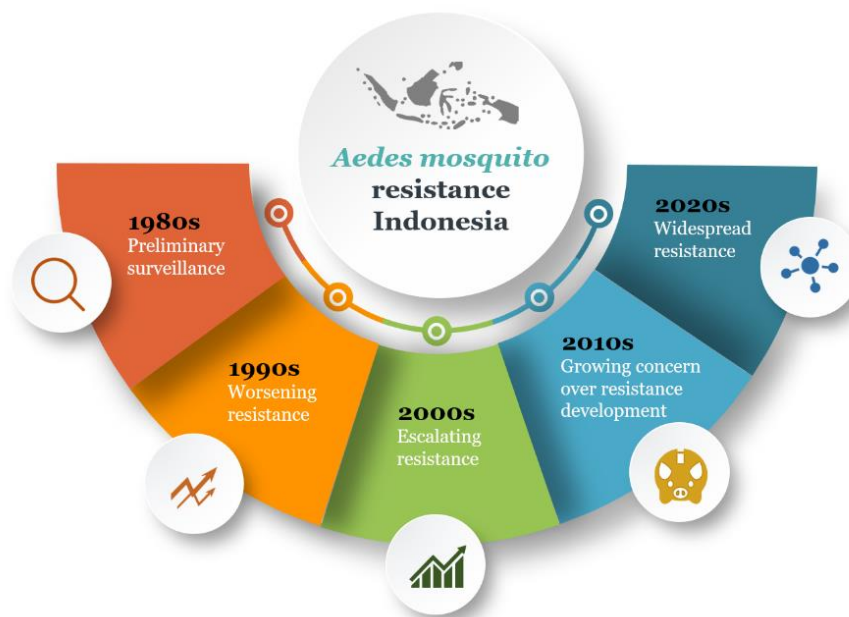 Aedes mosquito
resistance
Indonesia
1980s
Preliminary
surveillance
1990s
Worsening
resistance
2000s
Escalating
resistance
2010s
Growing concern
over resistance
development
2020s
Widespread
resistance